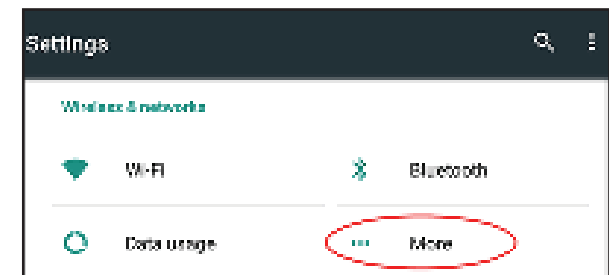 Settings
Wireless & networks
Wi-Fi
Bluetooth
Data usage
More